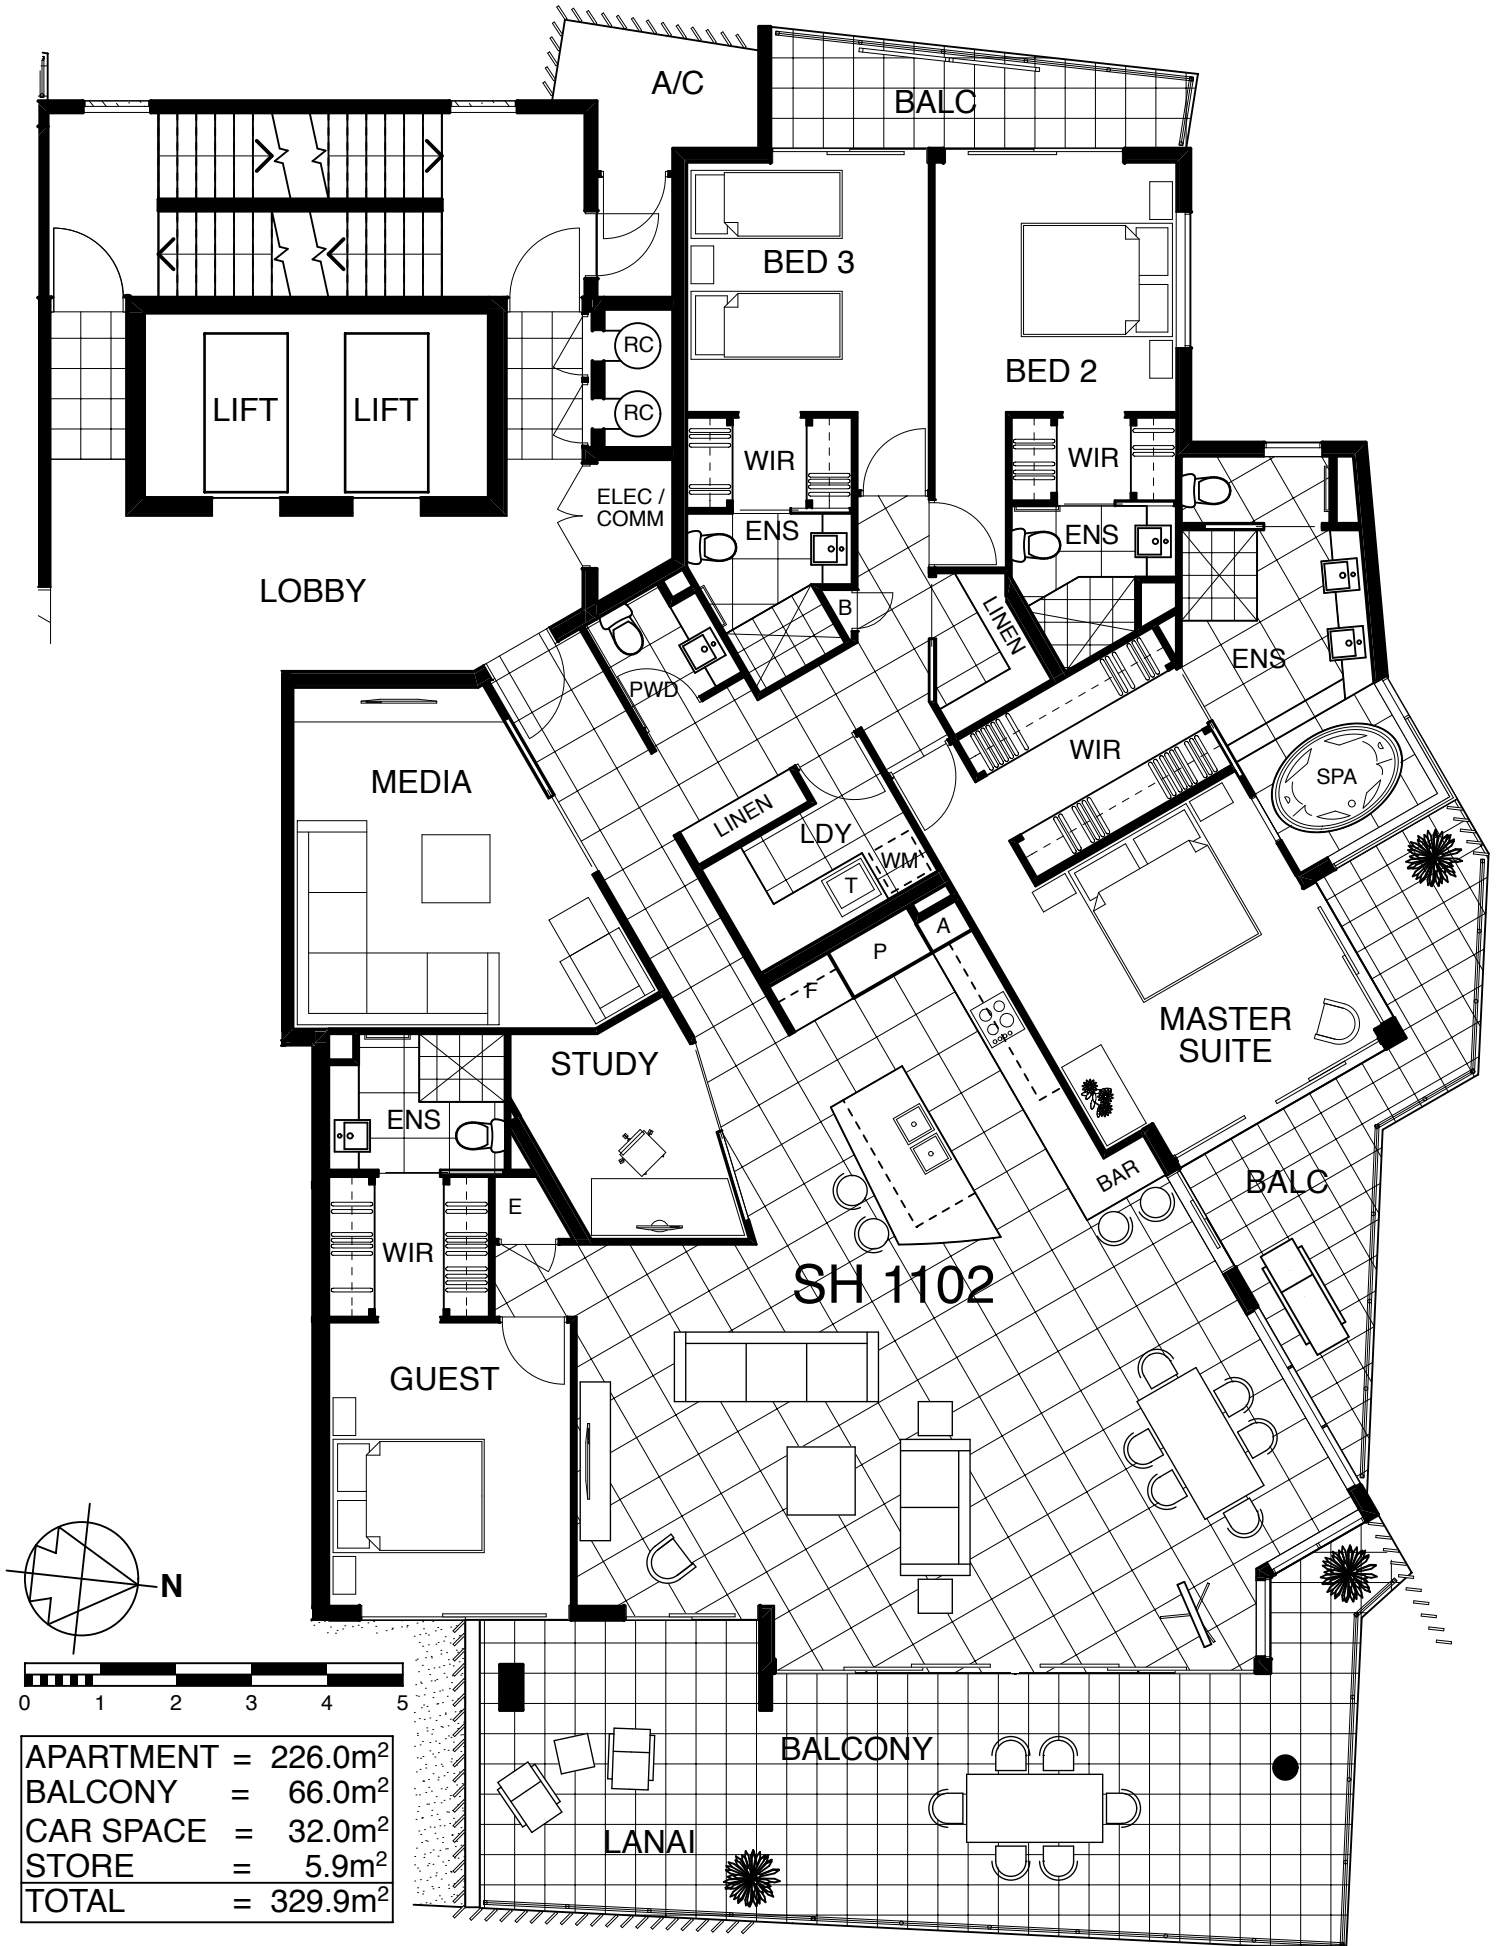 A/C
BALC
BED 3
BED 2
RC
RC
LIFT
LIFT
WIR
WIR
ELEC /
COMM
ENS
ENS
LOBBY
B
LINEN
ENS
PWD
WIR
SPA
MEDIA
LINEN
LDY
WM
T
A
P
F
MASTER
SUITE
STUDY
ENS
BAR
BALC
E
WIR
SH 1102
GUEST
N
0 1 2 3 4 5
BALCONY
LANAI
APARTMENT = 226.0m²
BALCONY = 66.0m²
CAR SPACE = 32.0m²
STORE = 5.9m²
TOTAL = 329.9m²